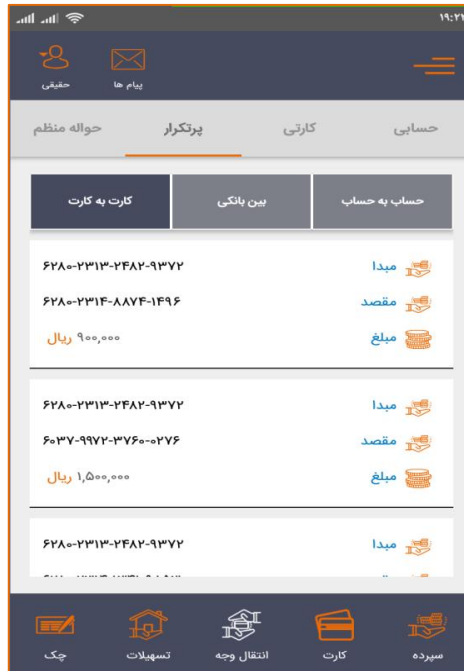 ۱۹:۲۲
پیام ها
حقیقی
حسابی
کارتی
پرتکرار
حواله منظم
حساب به حساب
بین بانکی
کارت به کارت
مبدا ۶۲۸۰-۲۳۱۳-۲۴۸۲-۹۳۷۲
مقصد ۶۲۸۰-۲۳۱۴-۸۸۷۴-۱۴۹۶
مبلغ ۹۰۰,۰۰۰ ریال
مبدا ۶۲۸۰-۲۳۱۳-۲۴۸۲-۹۳۷۲
مقصد ۶۰۳۷-۹۹۷۲-۳۷۶۰-۰۲۷۶
مبلغ ۱,۵۰۰,۰۰۰ ریال
مبدا ۶۲۸۰-۲۳۱۳-۲۴۸۲-۹۳۷۲
سپرده
کارت
انتقال وجه
تسهیلات
چک